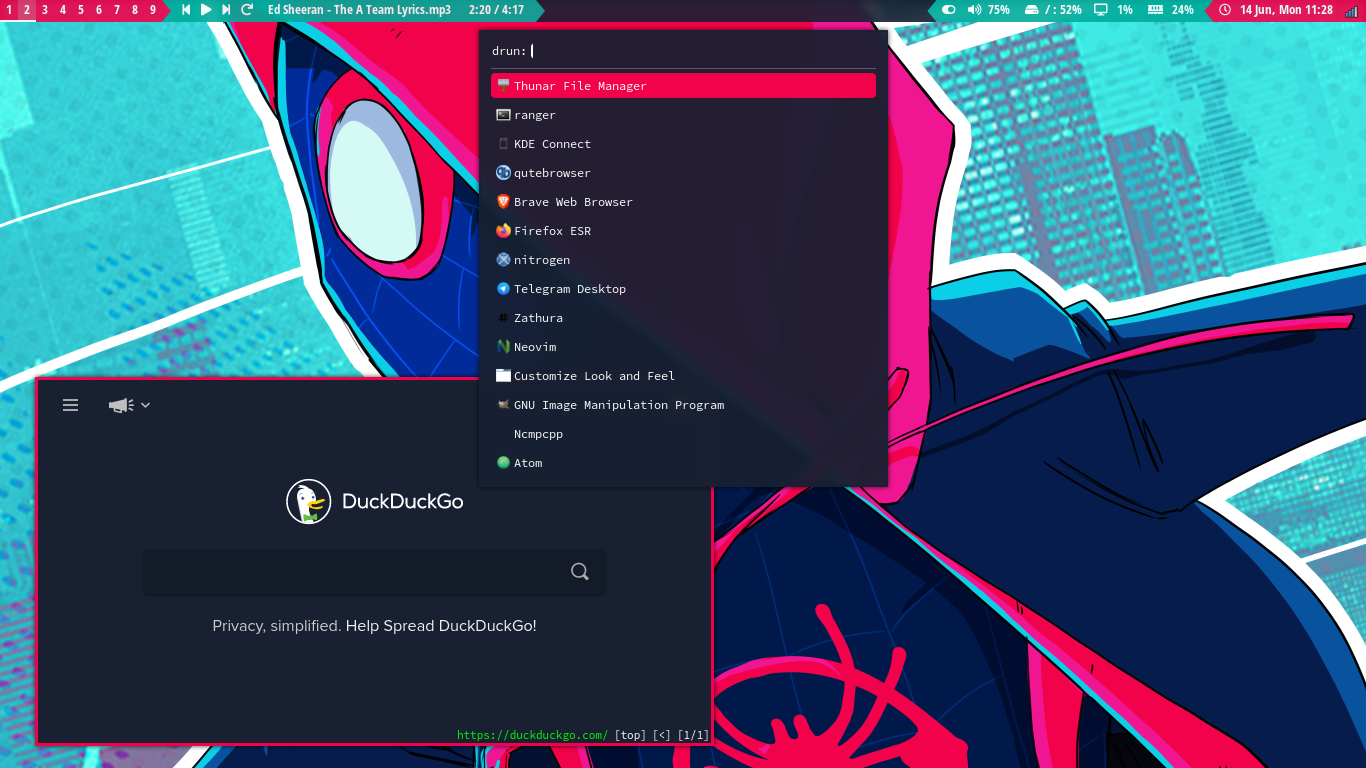 1 2 3 4 5 6 7 8 9 Ed Sheeran - The A Team Lyrics.mp3 2:20 / 4:17 75% / : 52% 1% 24% 14 Jun, Mon 11:28
drun:
Thunar File Manager
ranger
KDE Connect
qutebrowser
Brave Web Browser
Firefox ESR
nitrogen
Telegram Desktop
Zathura
Neovim
Customize Look and Feel
GNU Image Manipulation Program
Ncmpcpp
Atom
DuckDuckGo
Privacy, simplified. Help Spread DuckDuckGo!
https://duckduckgo.com/ [top] [<] [1/1]